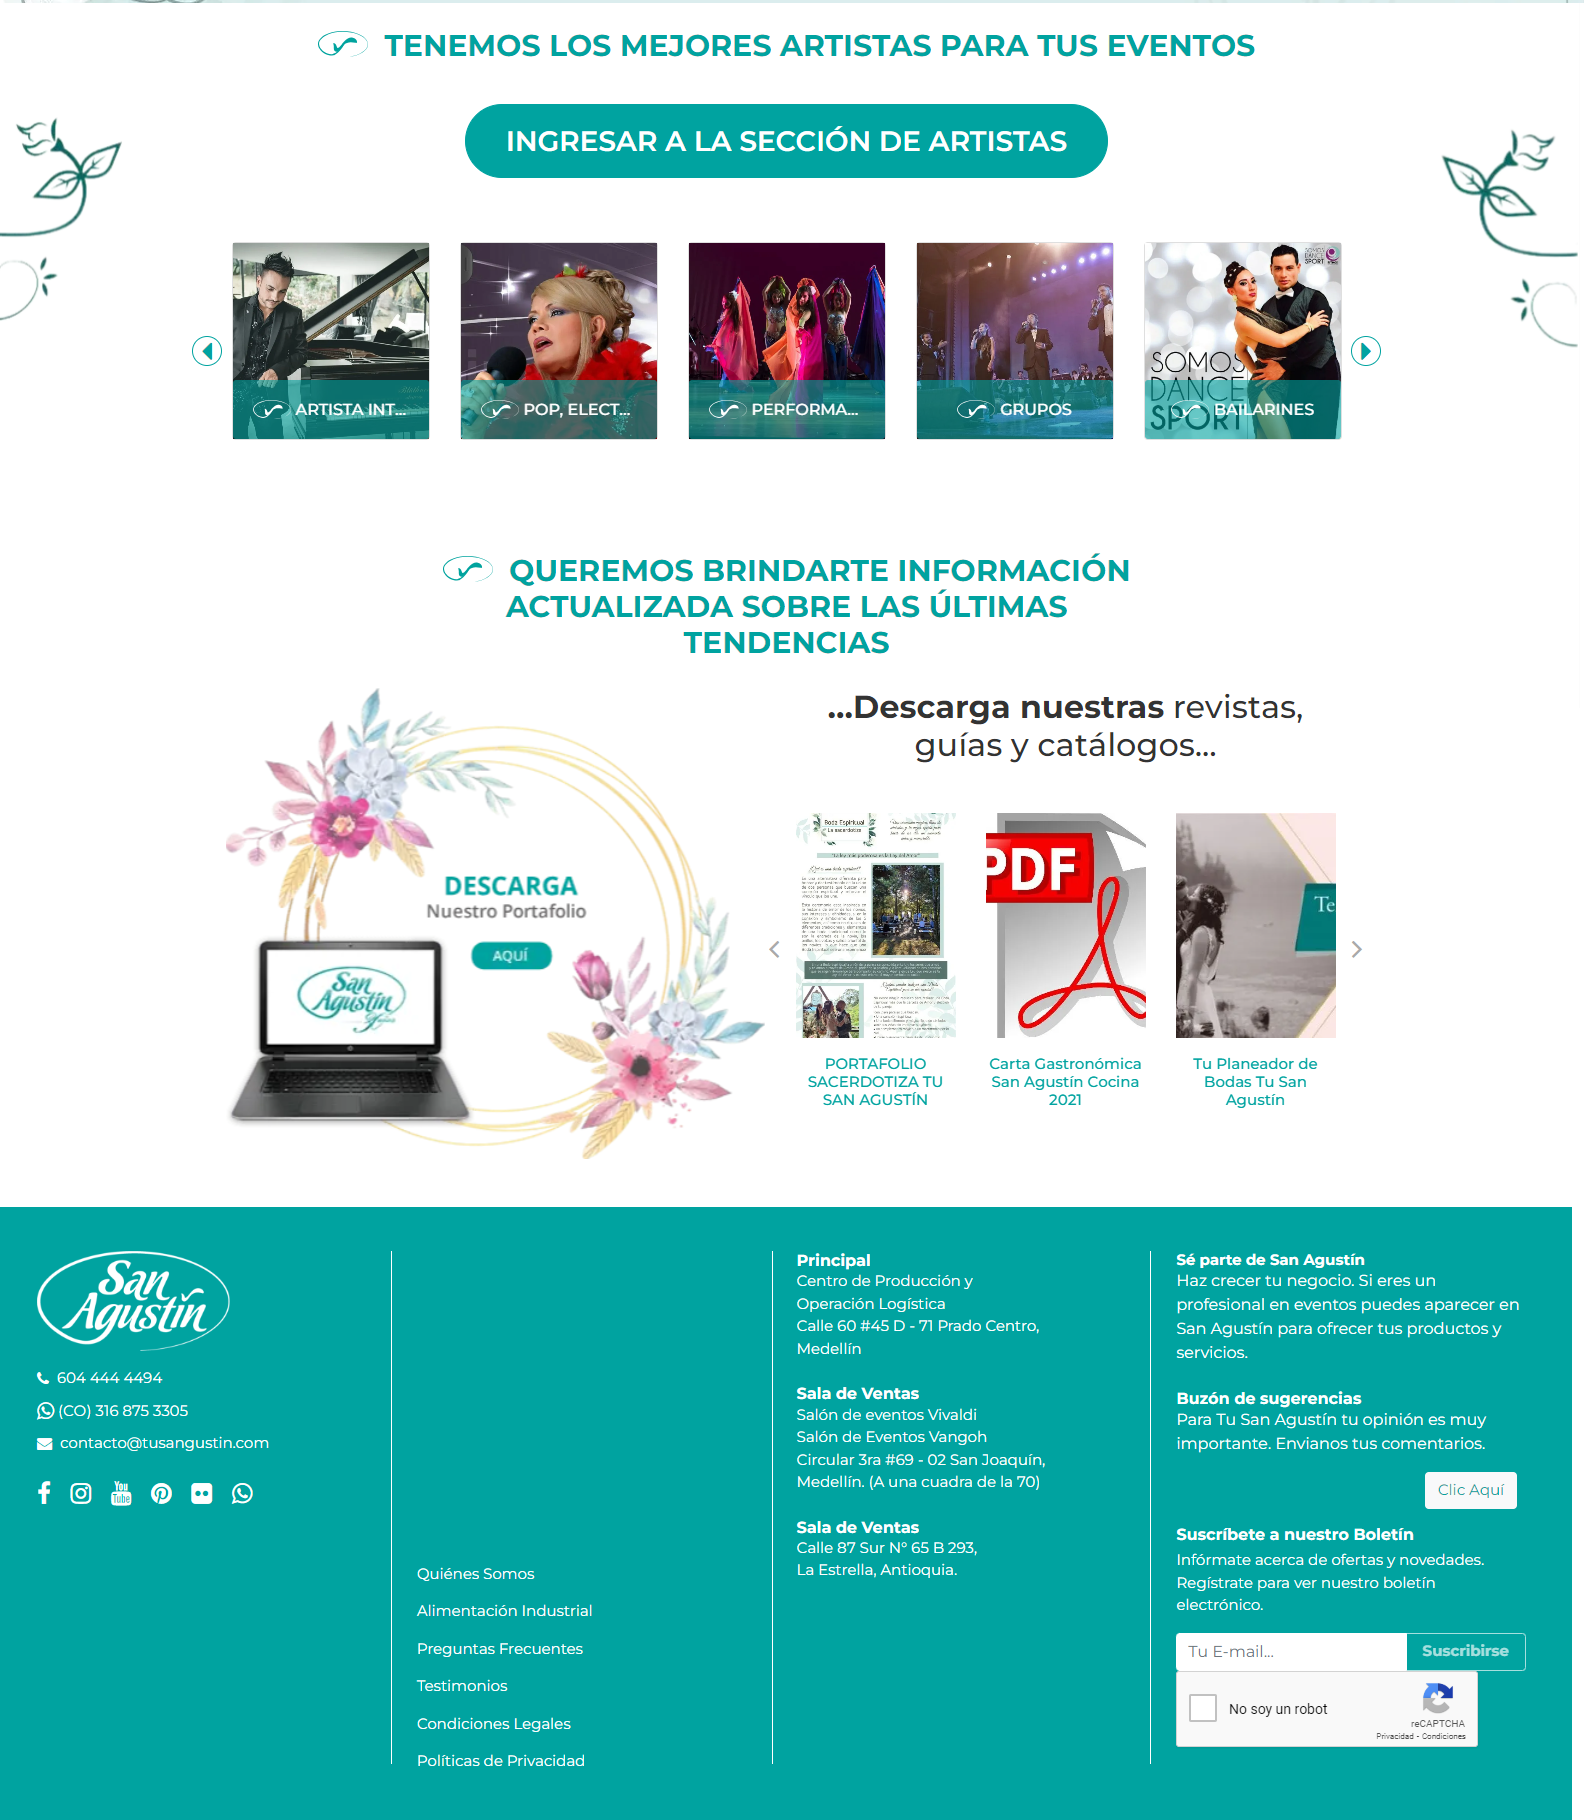 TENEMOS LOS MEJORES ARTISTAS PARA TUS EVENTOS
INGRESAR A LA SECCIÓN DE ARTISTAS
SOMOS
DANCE
SPORT
ARTISTA INT...
POP, ELECT...
PERFORMA...
GRUPOS
SOMOS
DANCE
SPORT
BAILARINES
QUEREMOS BRINDARTE INFORMACIÓN
ACTUALIZADA SOBRE LAS ÚLTIMAS
TENDENCIAS
...Descarga nuestras revistas,
guías y catálogos...
DESCARGA
Nuestro Portafolio
AQUÍ
San
Agustín
Boda Espiritual
La sacerdotiza
PDF
Te
PORTAFOLIO
SACERDOTIZA TU
SAN AGUSTÍN
Carta Gastronómica
San Agustín Cocina
2021
Tu Planeador de
Bodas Tu San
Agustín
San
Agustín
604 444 4494
(CO) 316 875 3305
contacto@tusangustin.com
You
Tube
Quiénes Somos
Alimentación Industrial
Preguntas Frecuentes
Testimonios
Condiciones Legales
Políticas de Privacidad
Principal
Centro de Producción y
Operación Logística
Calle 60 #45 D - 71 Prado Centro,
Medellín
Sala de Ventas
Salón de eventos Vivaldi
Salón de Eventos Vangoh
Circular 3ra #69 - 02 San Joaquín,
Medellín. (A una cuadra de la 70)
Sala de Ventas
Calle 87 Sur N° 65 B 293,
La Estrella, Antioquia.
Sé parte de San Agustín
Haz crecer tu negocio. Si eres un
profesional en eventos puedes aparecer en
San Agustín para ofrecer tus productos y
servicios.
Buzón de sugerencias
Para Tu San Agustín tu opinión es muy
importante. Envianos tus comentarios.
Clic Aquí
Suscríbete a nuestro Boletín
Infórmate acerca de ofertas y novedades.
Regístrate para ver nuestro boletín
electrónico.
Tu E-mail...
Suscribirse
No soy un robot
reCAPTCHA
Privacidad - Condiciones